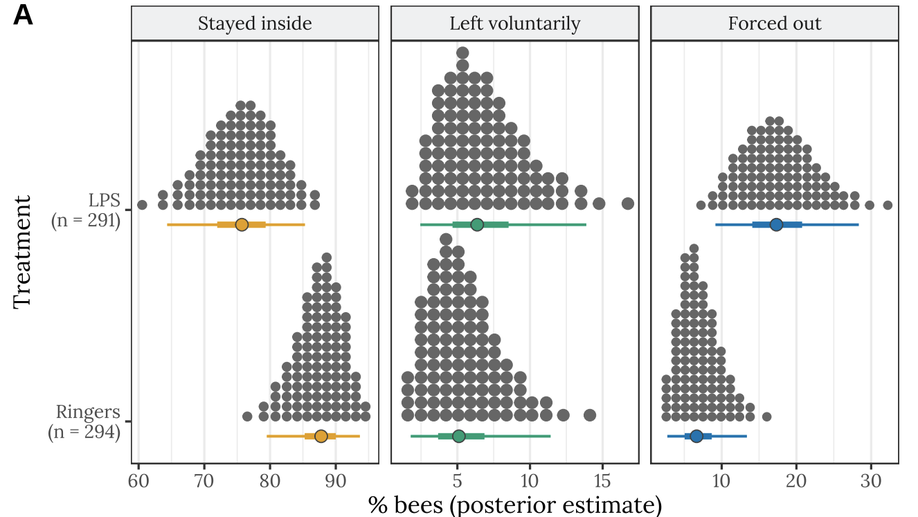 A
Stayed inside
Left voluntarily
Forced out
Treatment
LPS
(n = 291)
Ringers
(n = 294)
60 70 80 90
5 10 15
10 20 30
% bees (posterior estimate)